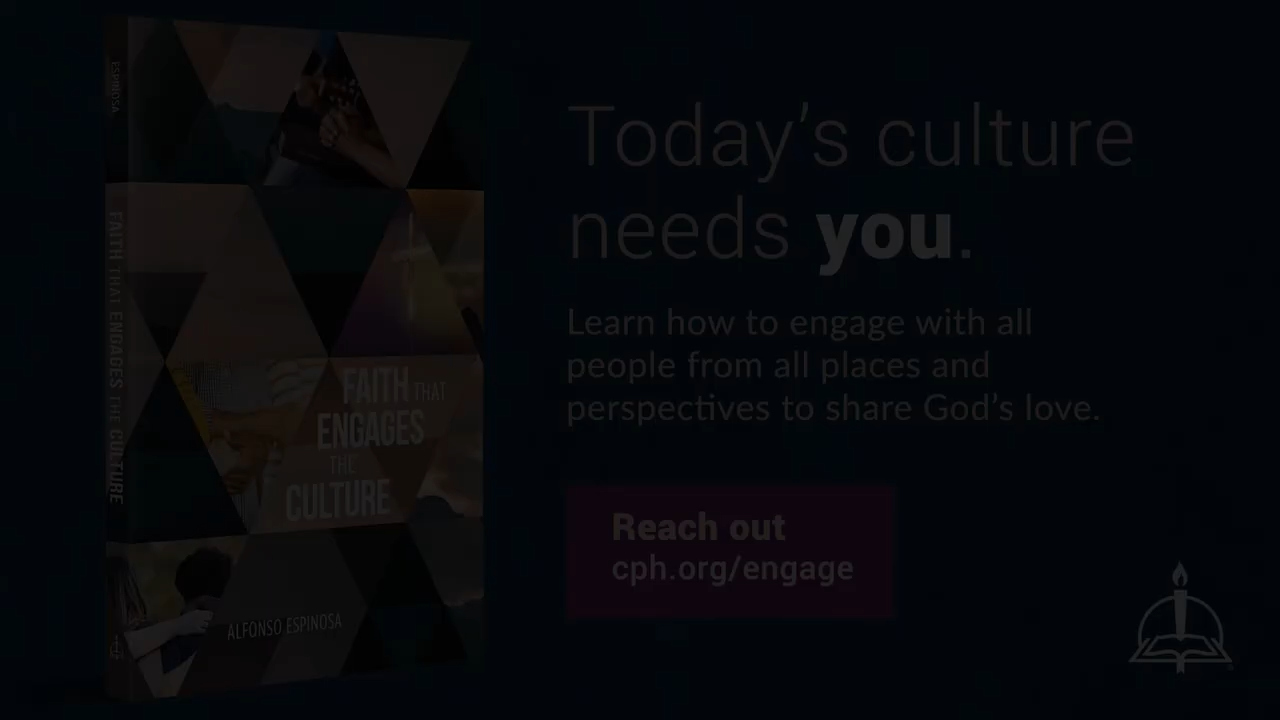 ESPINOSA
FAITH THAT ENGAGES THE CULTURE
FAITH THAT
ENGAGES
THE
CULTURE
ALFONSO ESPINOSA
Today’s culture
needs you.
Learn how to engage with all
people from all places and
perspectives to share God’s love.
Reach out
cph.org/engage